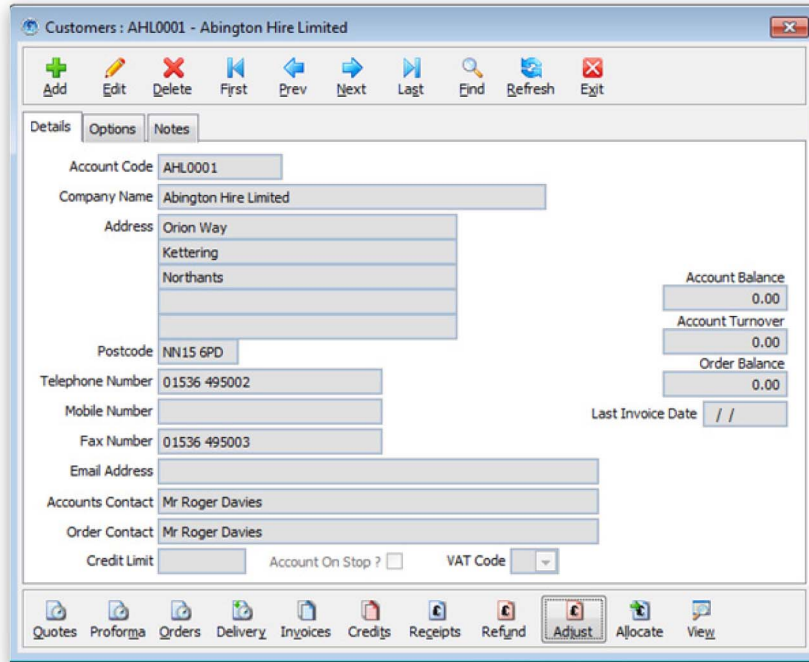 Customers : AHL0001 - Abington Hire Limited
Add Edit Delete First Prev Next Last Find Refresh Exit
Details Options Notes
Account Code AHL0001
Company Name Abington Hire Limited
Address Orion Way
Kettering
Northants
Account Balance
0.00
Account Turnover
0.00
Order Balance
0.00
Last Invoice Date / /
Postcode NN15 6PD
Telephone Number 01536 495002
Mobile Number
Fax Number 01536 495003
Email Address
Accounts Contact Mr Roger Davies
Order Contact Mr Roger Davies
Credit Limit Account On Stop ? VAT Code
Quotes Proforma Orders Delivery Invoices Credits Receipts Refund Adjust Allocate View